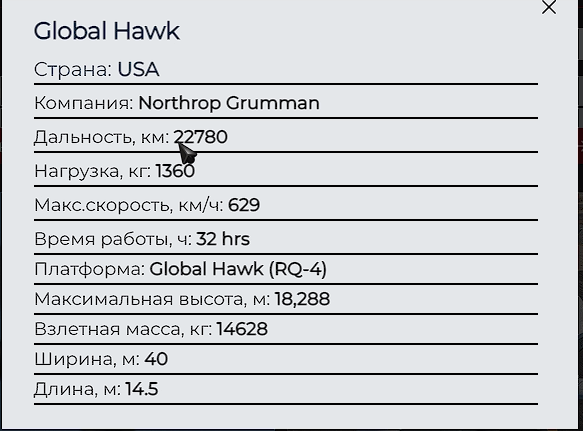 Global Hawk
Страна: USA
Компания: Northrop Grumman
Дальность, км: 22780
Нагрузка, кг: 1360
Макс.скорость, км/ч: 629
Время работы, ч: 32 hrs
Платформа: Global Hawk (RQ-4)
Максимальная высота, м: 18,288
Взлетная масса, кг: 14628
Ширина, м: 40
Длина, м: 14.5